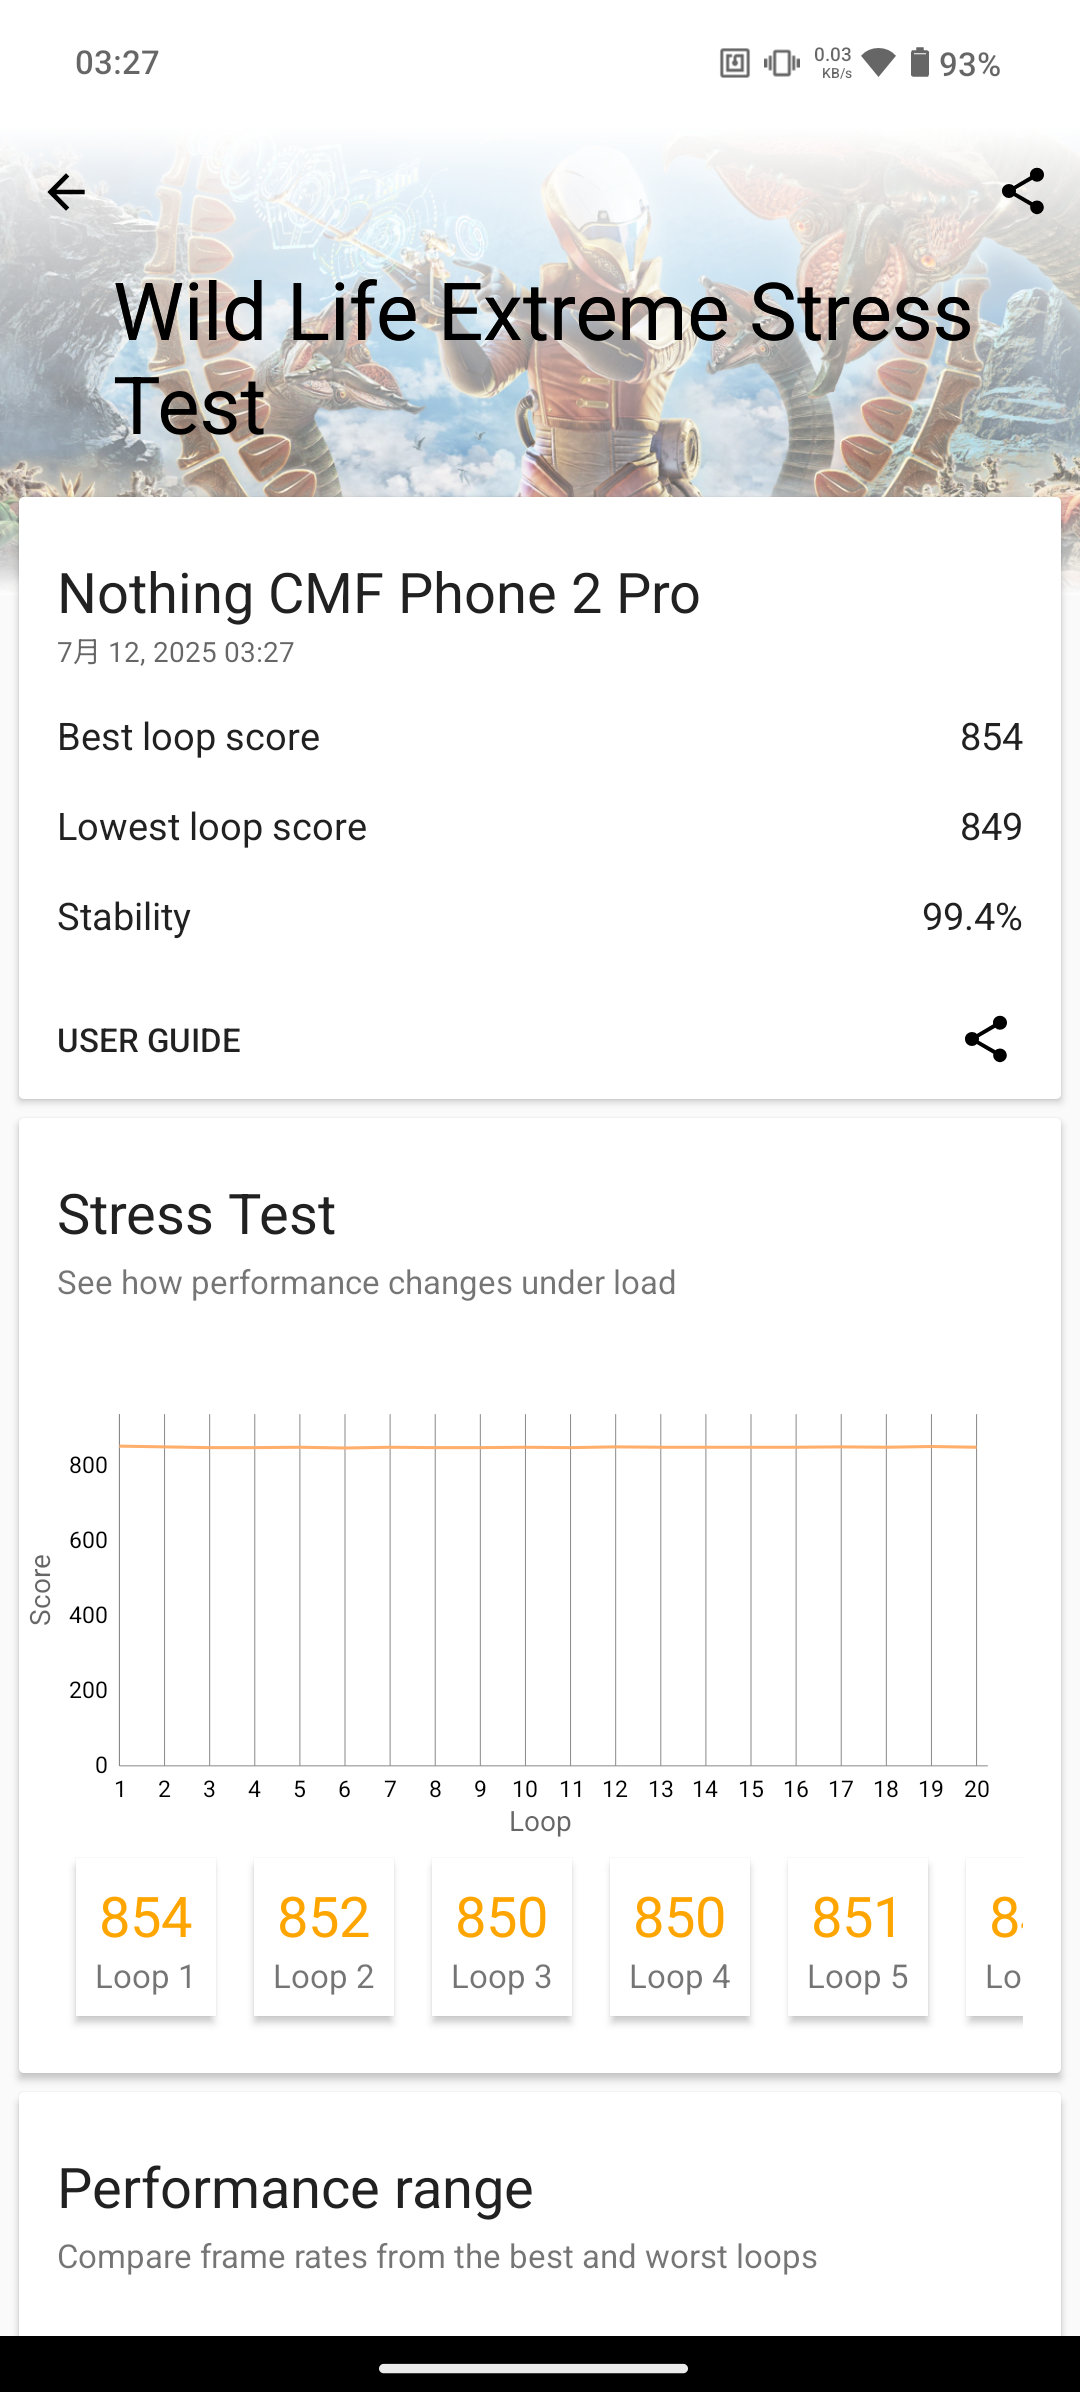 03:27
0.03
KB/s
93%
Wild Life Extreme Stress
Test
Nothing CMF Phone 2 Pro
7月 12, 2025 03:27
Best loop score 854
Lowest loop score 849
Stability 99.4%
USER GUIDE
Stress Test
See how performance changes under load
800
600
400
200
0
Score
1 2 3 4 5 6 7 8 9 10 11 12 13 14 15 16 17 18 19 20
Loop
854 852 850 850 851
Loop 1 Loop 2 Loop 3 Loop 4 Loop 5
Performance range
Compare frame rates from the best and worst loops